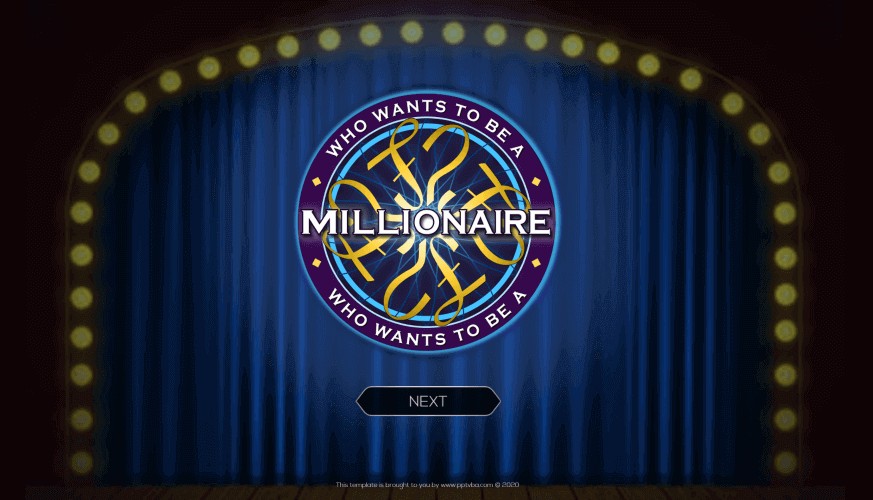 WHO WANTS TO BE A
MILLIONAIRE
WHO WANTS TO BE A
NEXT
This template is brought to you by www.pptvba.com © 2020